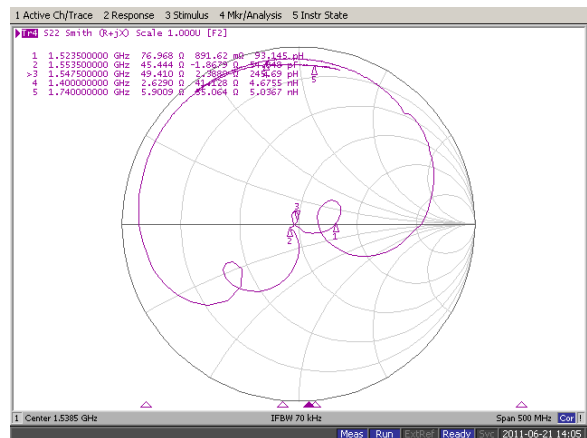 1 Active Ch/Trace 2 Response 3 Stimulus 4 Mkr/Analysis 5 Instr State
Tr4 S22 Smith (R+jX) Scale 1.000U [F2]
1 1.523500000 GHz 76.968 Ω 891.62 mΩ 93.145 pH
2 1.553500000 GHz 45.444 Ω -1.8679 Ω pF
>3 1.547500000 GHz 49.410 Ω 2.3889 Ω pH
4 1.400000000 GHz 2.6290 Ω 41.128 Ω 4.6755 nH
5 1.740000000 GHz 5.9009 Ω 55.064 Ω 5.0367 nH
5
3
2
1
1 Center 1.5385 GHz IFBW 70 kHz Span 500 MHz Cor !
Meas Run ExtRef Ready Svc 2011-06-21 14:05